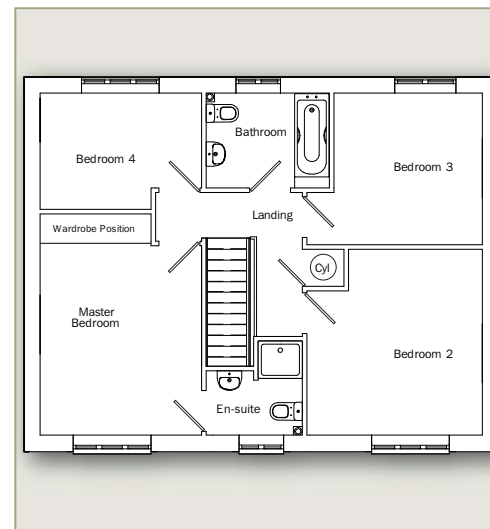 Bathroom
Bedroom 4
Bedroom 3
Landing
Wardrobe Position
Cyl
Master
Bedroom
Bedroom 2
En-suite